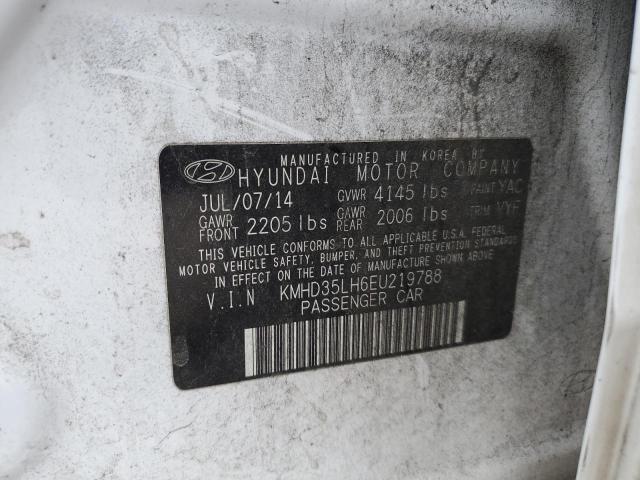 MANUFACTURED IN KOREA BY
HYUNDAI MOTOR COMPANY
JUL/07/14 GVWR 4145 lbs PAINT YAC
GAWR FRONT 2205 lbs GAWR REAR 2006 lbs TRIM YYF
THIS VEHICLE CONFORMS TO ALL APPLICABLE U.S.A. FEDERAL
MOTOR VEHICLE SAFETY, BUMPER, AND THEFT PREVENTION STANDARDS
IN EFFECT ON THE DATE OF MANUFACTURE SHOWN ABOVE.
V.I.N KMHD35LH6EU219788
PASSENGER CAR